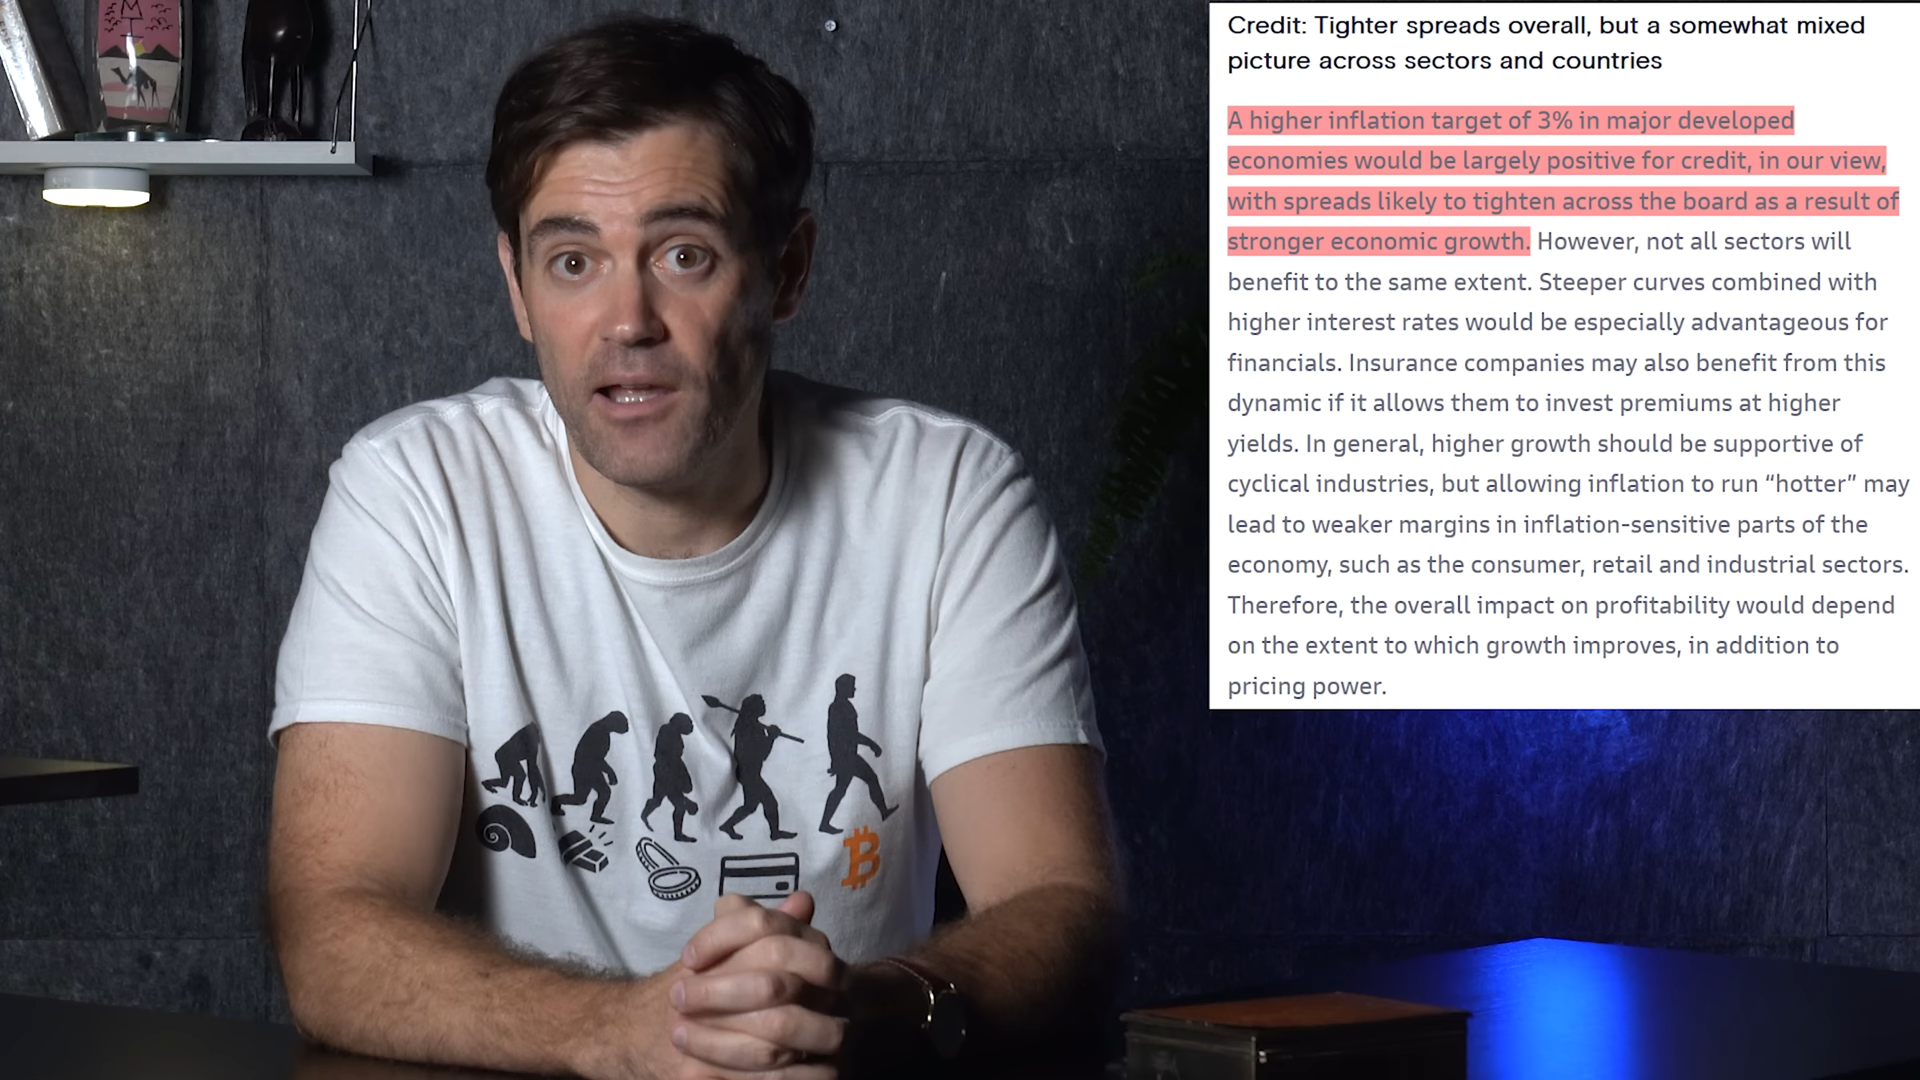 Credit: Tighter spreads overall, but a somewhat mixed
picture across sectors and countries
A higher inflation target of 3% in major developed
economies would be largely positive for credit, in our view,
with spreads likely to tighten across the board as a result of
stronger economic growth. However, not all sectors will
benefit to the same extent. Steeper curves combined with
higher interest rates would be especially advantageous for
financials. Insurance companies may also benefit from this
dynamic if it allows them to invest premiums at higher
yields. In general, higher growth should be supportive of
cyclical industries, but allowing inflation to run “hotter” may
lead to weaker margins in inflation-sensitive parts of the
economy, such as the consumer, retail and industrial sectors.
Therefore, the overall impact on profitability would depend
on the extent to which growth improves, in addition to
pricing power.